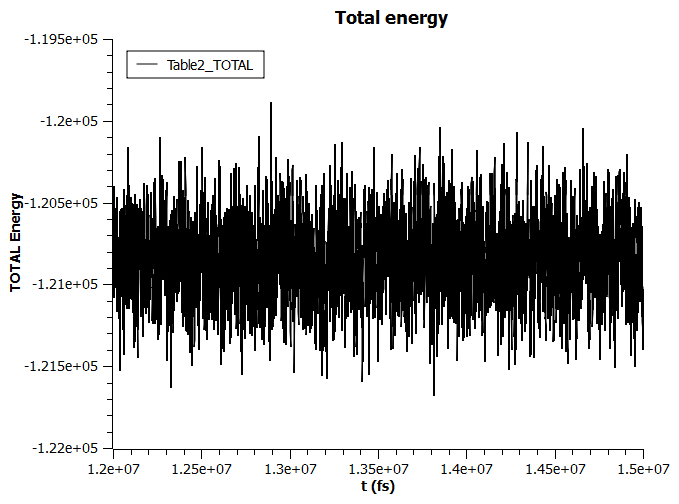 Total energy
Table2_TOTAL
TOTAL Energy
-1.195e+05
-1.2e+05
-1.205e+05
-1.21e+05
-1.215e+05
-1.22e+05
1.2e+07 1.25e+07 1.3e+07 1.35e+07 1.4e+07 1.45e+07 1.5e+07
t (fs)